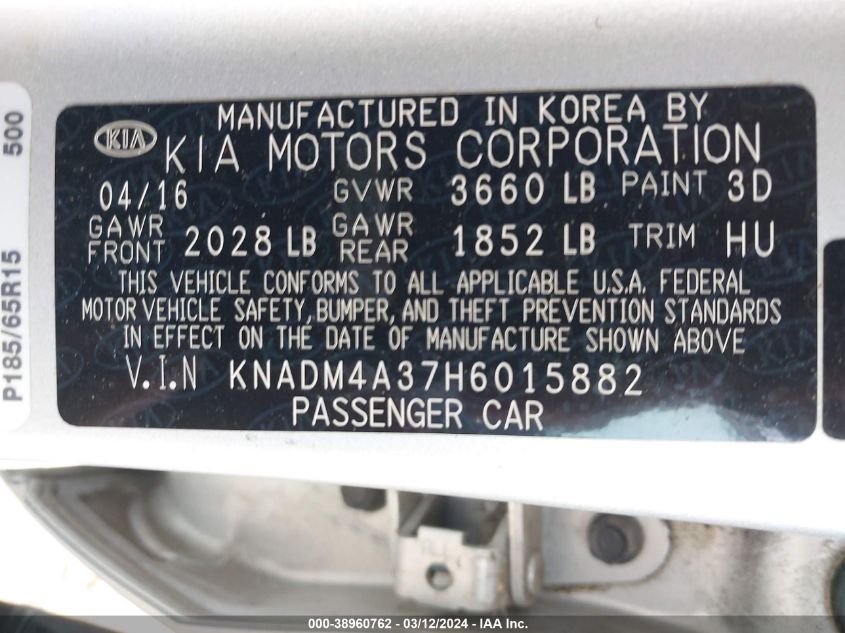 MANUFACTURED IN KOREA BY
KIA KIA MOTORS CORPORATION
04/16 GVWR 3660 LB PAINT 3D
GAWR FRONT 2028 LB GAWR REAR 1852 LB TRIM HU
THIS VEHICLE CONFORMS TO ALL APPLICABLE U.S.A. FEDERAL
MOTOR VEHICLE SAFETY, BUMPER, AND THEFT PREVENTION STANDARDS
IN EFFECT ON THE DATE OF MANUFACTURE SHOWN ABOVE
V.I.N KNADM4A37H6015882
PASSENGER CAR
P185/65R15 500
000-38960762 - 03/12/2024 - IAA Inc.